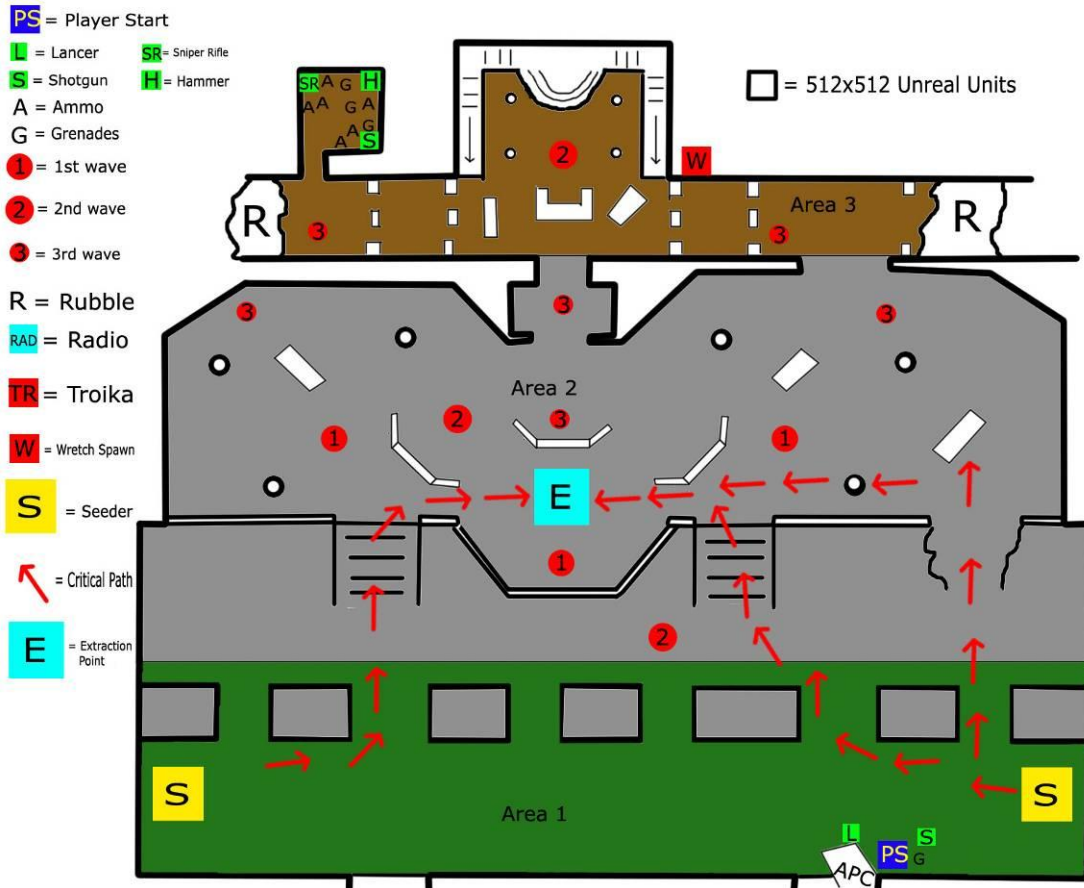 PS = Player Start
L = Lancer
SR = Sniper Rifle
S = Shotgun
H = Hammer
A = Ammo
G = Grenades
1 = 1st wave
2 = 2nd wave
3 = 3rd wave
R = Rubble
RAD = Radio
TR = Troika
W = Wretch Spawn
S = Seeder
= Critical Path
E = Extraction
Point
= 512x512 Unreal Units
SR A G H
A A G A
A A G
A S
2
W
R
3
Area 3
3
R
3
3
3
Area 2
1
2
3
1
E
1
2
S
Area 1
S
L
S
APC
PS
G